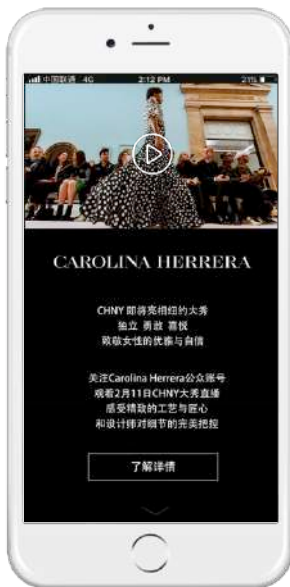 中国联通 4G 2:12 PM 21%
CAROLINA HERRERA
CHNY 即将亮相纽约大秀
独立 勇敢 喜悦
致敬女性的优雅与自信
关注Carolina Herrera公众账号
观看2月11日CHNY大秀直播
感受精致的工艺与匠心
和设计师对细节的完美把控
了解详情